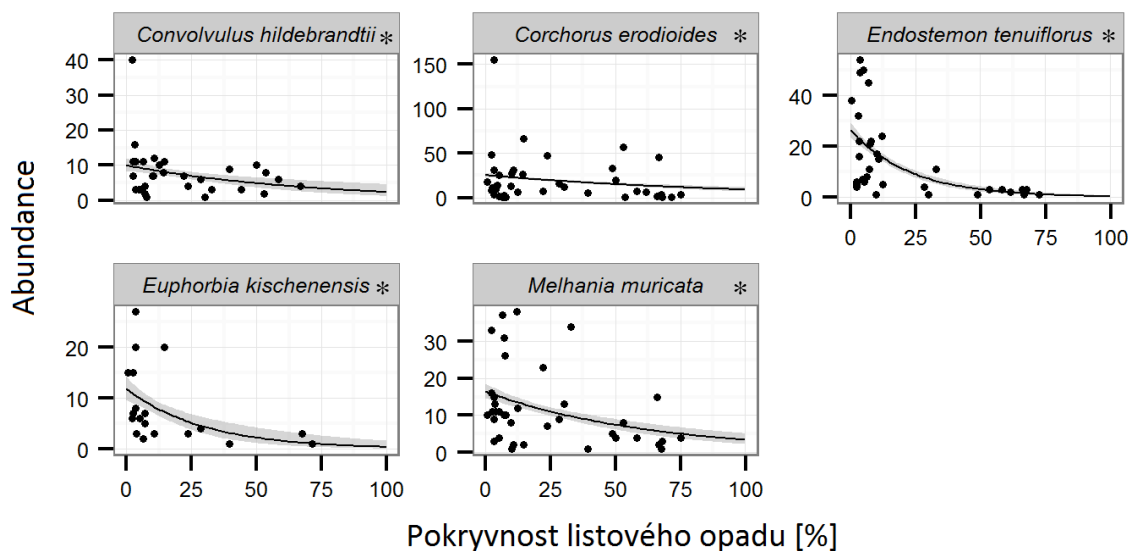 Convolvulus hildebrandtii *
Corchorus erodioides *
Endostemon tenuiflorus *
40
30
20
10
0
150
100
50
0
40
20
0
0 25 50 75 100
Euphorbia kischenensis *
Melhania muricata *
20
10
0
30
20
10
0
0 25 50 75 100
0 25 50 75 100
Abundance
Pokryvnost listového opadu [%]